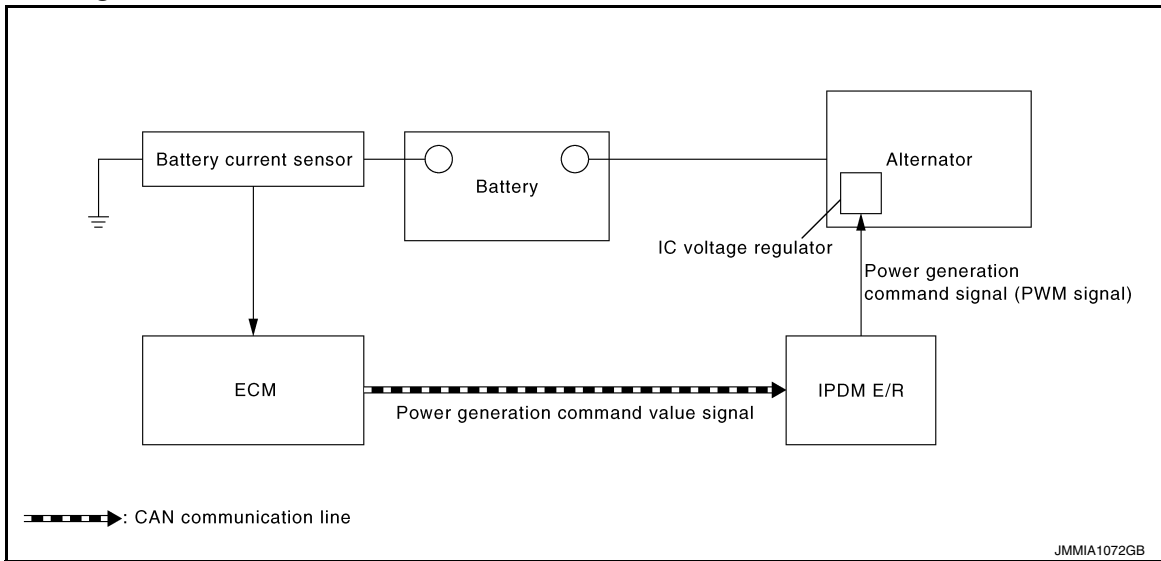 Battery current sensor
Battery
Alternator
IC voltage regulator
Power generation
command signal (PWM signal)
ECM
Power generation command value signal
IPDM E/R
: CAN communication line
JMMIA1072GB